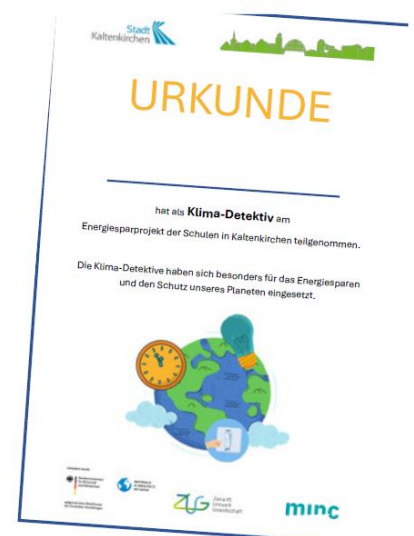 Stadt
Kaltenkirchen
URKUNDE
hat als Klima-Detektiv am
Energiesparprojekt der Schulen in Kaltenkirchen teilgenommen.
Die Klima-Detektive haben sich besonders für das Energiesparen
und den Schutz unseres Planeten eingesetzt.
ZUG
Zukunft
Umwelt
Gesellschaft
minc